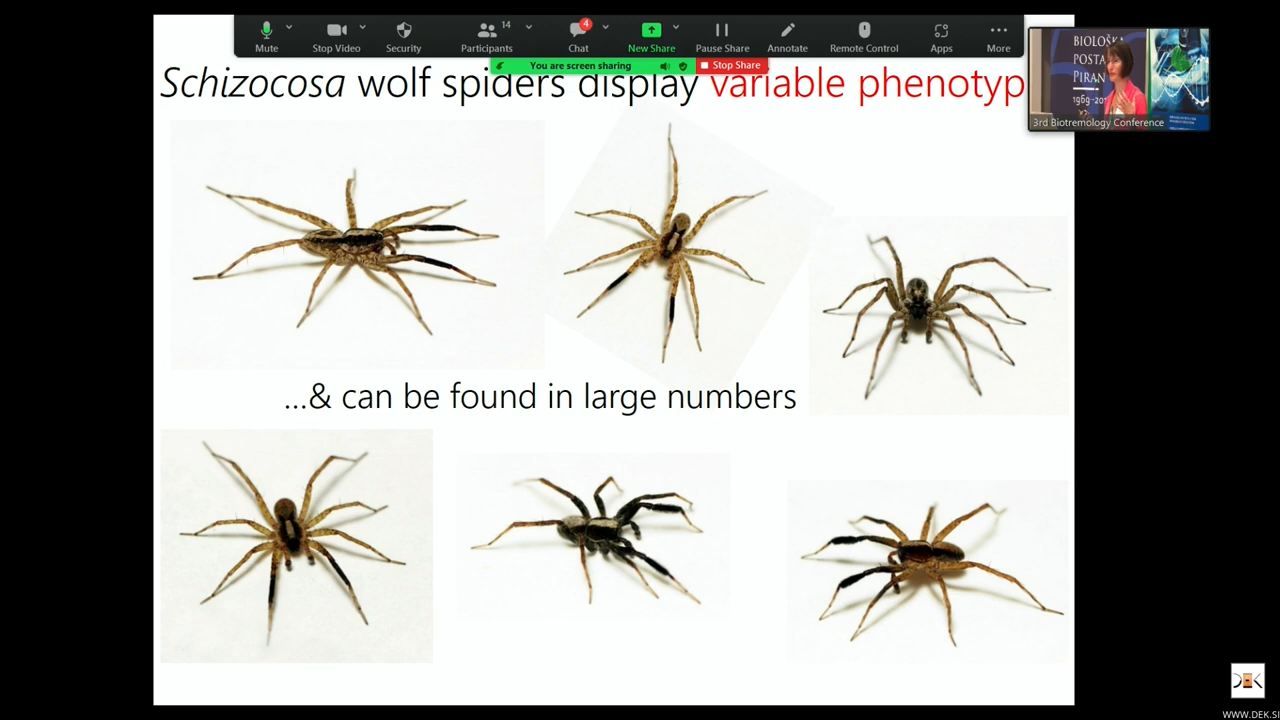 14
4
Mute
Stop Video
Security
Participants
Chat
New Share
Pause Share
Annotate
Remote Control
Apps
More
You are screen sharing
Stop Share
Schizocosa wolf spiders display variable phenotyp
BIOLOŠKA
POSTA
PIRAN
3rd Biotremology Conference
...& can be found in large numbers
WWW.DEK.SI